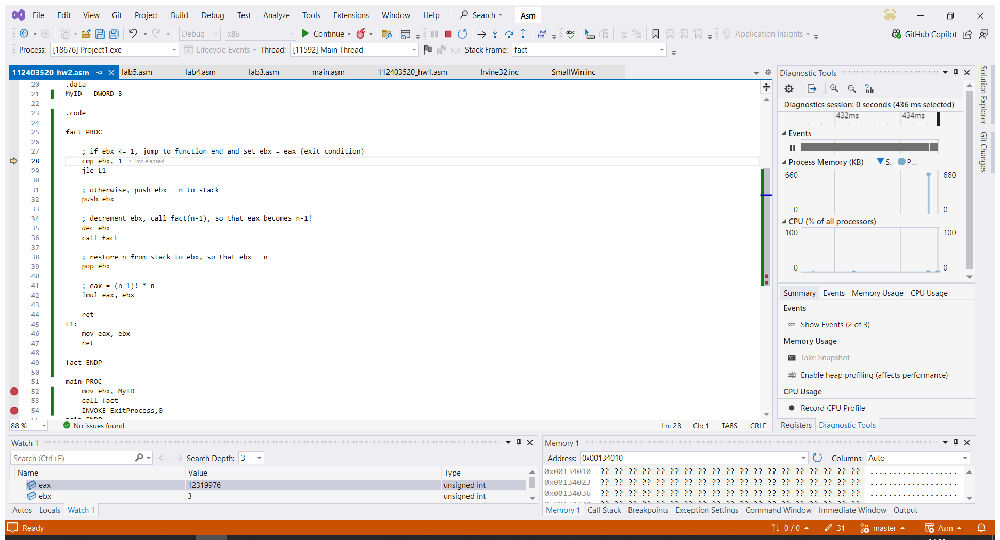 File Edit View Git Project Build Debug Test Analyze Tools Extensions Window Help Search Asm
Debug x86 Continue Application Insights GitHub Copilot
Process: [18676] Project1.exe Lifecycle Events Thread: [11592] Main Thread Stack Frame: fact
112403520_hw2.asm lab5.asm lab4.asm lab3.asm main.asm 112403520_hw1.asm Irvine32.inc SmallWin.inc
20 .data
21 MyID DWORD 3
22
23 .code
24
25 fact PROC
26
27 ; if ebx <= 1, jump to function end and set ebx = eax (exit condition)
28 cmp ebx, 1 ≤ 1ms elapsed
29 jle L1
30
31 ; otherwise, push ebx = n to stack
32 push ebx
33
34 ; decrement ebx, call fact(n-1), so that eax becomes n-1!
35 dec ebx
36 call fact
37
38 ; restore n from stack to ebx, so that ebx = n
39 pop ebx
40
41 ; eax = (n-1)! * n
42 imul eax, ebx
43
44 ret
45 L1:
46 mov eax, ebx
47 ret
48
49 fact ENDP
50
51 main PROC
52 mov ebx, MyID
53 call fact
54 INVOKE ExitProcess,0
55 main ENDP
88 % No issues found Ln: 28 Ch: 1 TABS CRLF
Diagnostic Tools
Diagnostics session: 0 seconds (436 ms selected)
432ms 434ms
Events
Process Memory (KB) S. P...
660 660
0 0
CPU (% of all processors)
100 100
0 0
Summary Events Memory Usage CPU Usage
Events
Show Events (2 of 3)
Memory Usage
Take Snapshot
Enable heap profiling (affects performance)
CPU Usage
Record CPU Profile
Registers Diagnostic Tools
Solution Explorer
Git Changes
Watch 1
Search (Ctrl+E) Search Depth: 3
Name Value Type
eax 12319976 unsigned int
ebx 3 unsigned int
Autos Locals Watch 1
Memory 1
Address: 0x00134010 Columns: Auto
0x00134010 ?? ?? ?? ?? ?? ?? ?? ?? ?? ?? ?? ?? ?? ?? ?? ?? ?? ?? ?? ...................
0x00134023 ?? ?? ?? ?? ?? ?? ?? ?? ?? ?? ?? ?? ?? ?? ?? ?? ?? ?? ?? ...................
0x00134036 ?? ?? ?? ?? ?? ?? ?? ?? ?? ?? ?? ?? ?? ?? ?? ?? ?? ?? ?? ...................
0x00134049 ?? ?? ?? ?? ?? ?? ?? ?? ?? ?? ?? ?? ?? ?? ?? ?? ?? ?? ??
Memory 1 Call Stack Breakpoints Exception Settings Command Window Immediate Window Output
Ready 0 / 0 31 master Asm